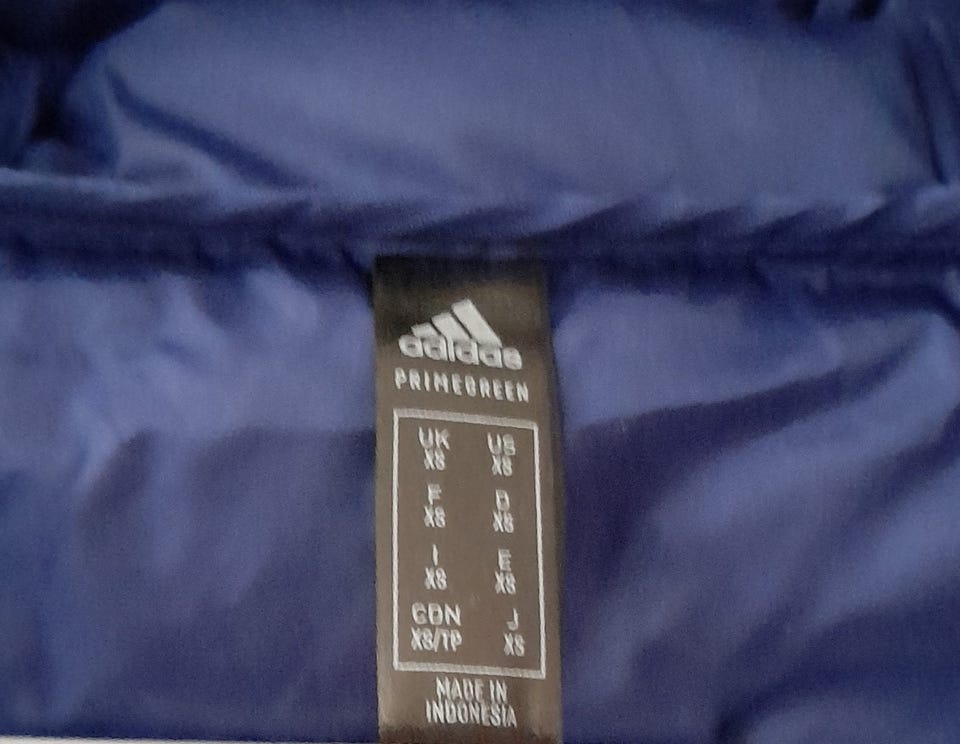 adidas
PRIMEGREEN
UK US
XS XS
F D
XS XS
I E
XS XS
CDN J
XS/TP XS
MADE IN
INDONESIA